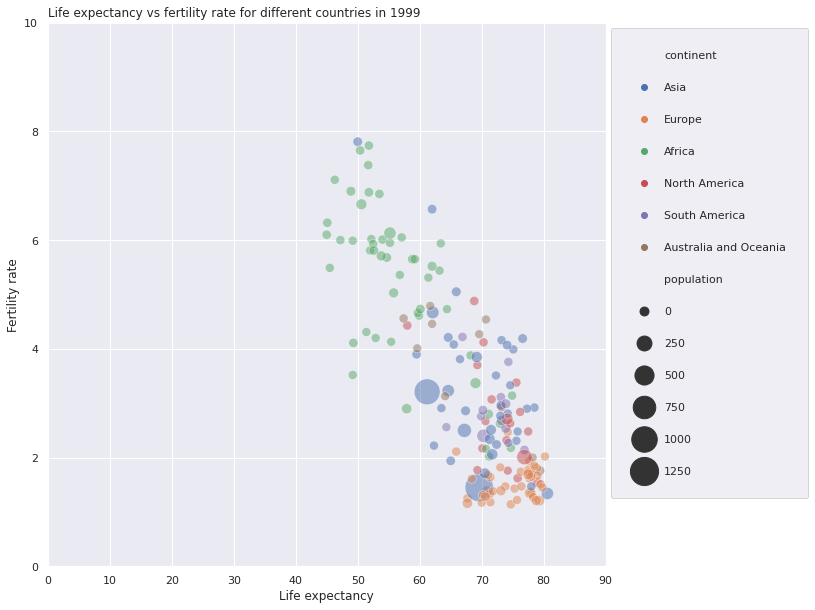 Life expectancy vs fertility rate for different countries in 1999
10
8
6
4
2
0
Fertility rate
0 10 20 30 40 50 60 70 80 90
Life expectancy
continent
Asia
Europe
Africa
North America
South America
Australia and Oceania
population
0
250
500
750
1000
1250